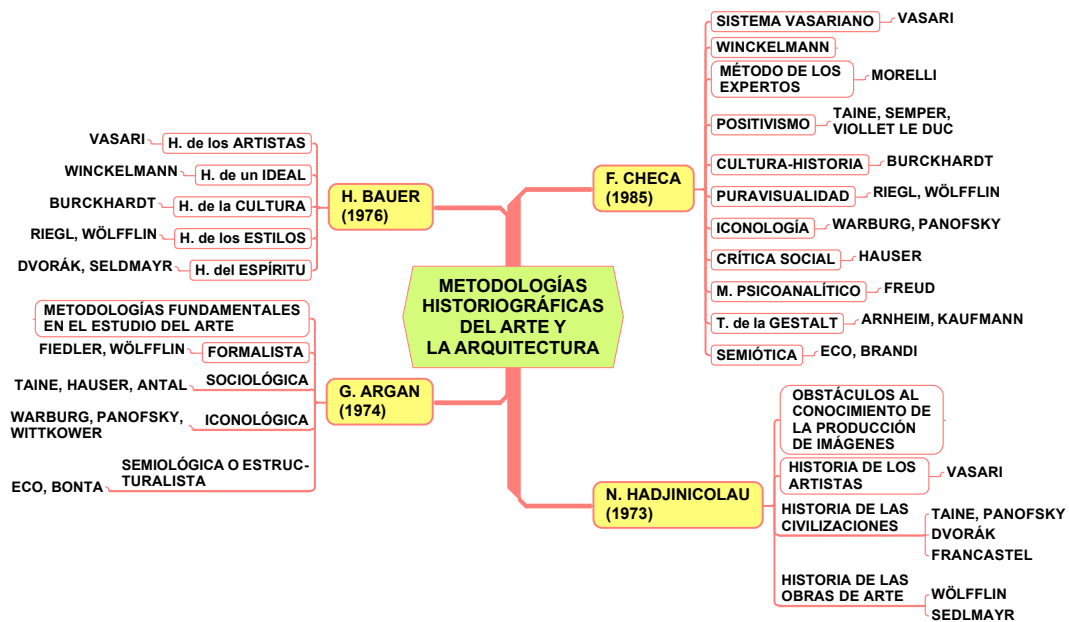 METODOLOGÍAS
HISTORIOGRÁFICAS
DEL ARTE Y
LA ARQUITECTURA
H. BAUER
(1976)
VASARI
H. de los ARTISTAS
WINCKELMANN
H. de un IDEAL
BURCKHARDT
H. de la CULTURA
RIEGL, WÖLFFLIN
H. de los ESTILOS
DVORÁK, SELDMAYR
H. del ESPÍRITU
G. ARGAN
(1974)
METODOLOGÍAS FUNDAMENTALES
EN EL ESTUDIO DEL ARTE
FIEDLER, WÖLFFLIN
FORMALISTA
TAINE, HAUSER, ANTAL
SOCIOLÓGICA
WARBURG, PANOFSKY,
WITTKOWER
ICONOLÓGICA
ECO, BONTA
SEMIOLÓGICA O ESTRUC-
TURALISTA
F. CHECA
(1985)
SISTEMA VASARIANO
VASARI
WINCKELMANN
MÉTODO DE LOS
EXPERTOS
MORELLI
POSITIVISMO
TAINE, SEMPER,
VIOLLET LE DUC
CULTURA-HISTORIA
BURCKHARDT
PURAVISUALIDAD
RIEGL, WÖLFFLIN
ICONOLOGÍA
WARBURG, PANOFSKY
CRÍTICA SOCIAL
HAUSER
M. PSICOANALÍTICO
FREUD
T. de la GESTALT
ARNHEIM, KAUFMANN
SEMIÓTICA
ECO, BRANDI
N. HADJINICOLAU
(1973)
OBSTÁCULOS AL
CONOCIMIENTO DE
LA PRODUCCIÓN
DE IMÁGENES
HISTORIA DE LOS
ARTISTAS
VASARI
HISTORIA DE LAS
CIVILIZACIONES
TAINE, PANOFSKY
DVORÁK
FRANCASTEL
HISTORIA DE LAS
OBRAS DE ARTE
WÖLFFLIN
SEDLMAYR